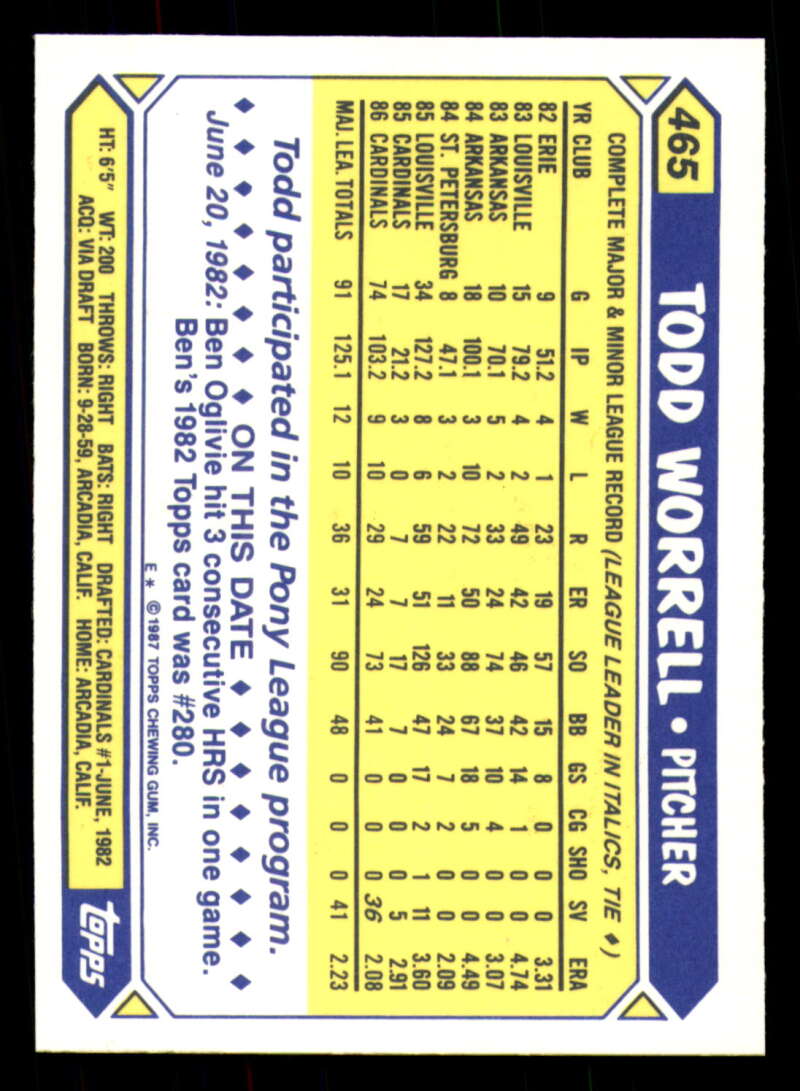 465 TODD WORRELL • PITCHER
COMPLETE MAJOR & MINOR LEAGUE RECORD (LEAGUE LEADER IN ITALICS, TIE ♦)
YR CLUB G IP W L R ER SO BB GS CG SHO SV ERA
82 ERIE 9 51.2 4 1 23 19 57 15 8 0 0 0 3.31
83 LOUISVILLE 15 79.2 4 2 49 42 46 42 14 1 0 0 4.74
83 ARKANSAS 10 70.1 5 2 33 24 74 37 10 4 0 0 3.07
84 ARKANSAS 18 100.1 3 10 72 50 88 67 18 5 0 0 4.49
84 ST. PETERSBURG 8 47.1 3 2 22 11 33 24 7 2 0 0 2.09
85 LOUISVILLE 34 127.2 8 6 59 51 126 47 17 2 1 11 3.60
85 CARDINALS 17 21.2 3 0 7 7 17 7 0 0 0 5 2.91
86 CARDINALS 74 103.2 9 10 29 24 73 41 0 0 0 36 2.08
MAJ. LEA. TOTALS 91 125.1 12 10 36 31 90 48 0 0 0 41 2.23
Todd participated in the Pony League program.
♦ ♦ ♦ ♦ ♦ ♦ ♦ ♦ ON THIS DATE ♦ ♦ ♦ ♦ ♦ ♦ ♦ ♦
June 20, 1982: Ben Oglivie hit 3 consecutive HRS in one game.
Ben's 1982 Topps card was #280.
E * ©1987 TOPPS CHEWING GUM, INC.
HT: 6'5" WT: 200 THROWS: RIGHT BATS: RIGHT DRAFTED: CARDINALS #1-JUNE, 1982
ACQ: VIA DRAFT BORN: 9-28-59, ARCADIA, CALIF. HOME: ARCADIA, CALIF.
topps